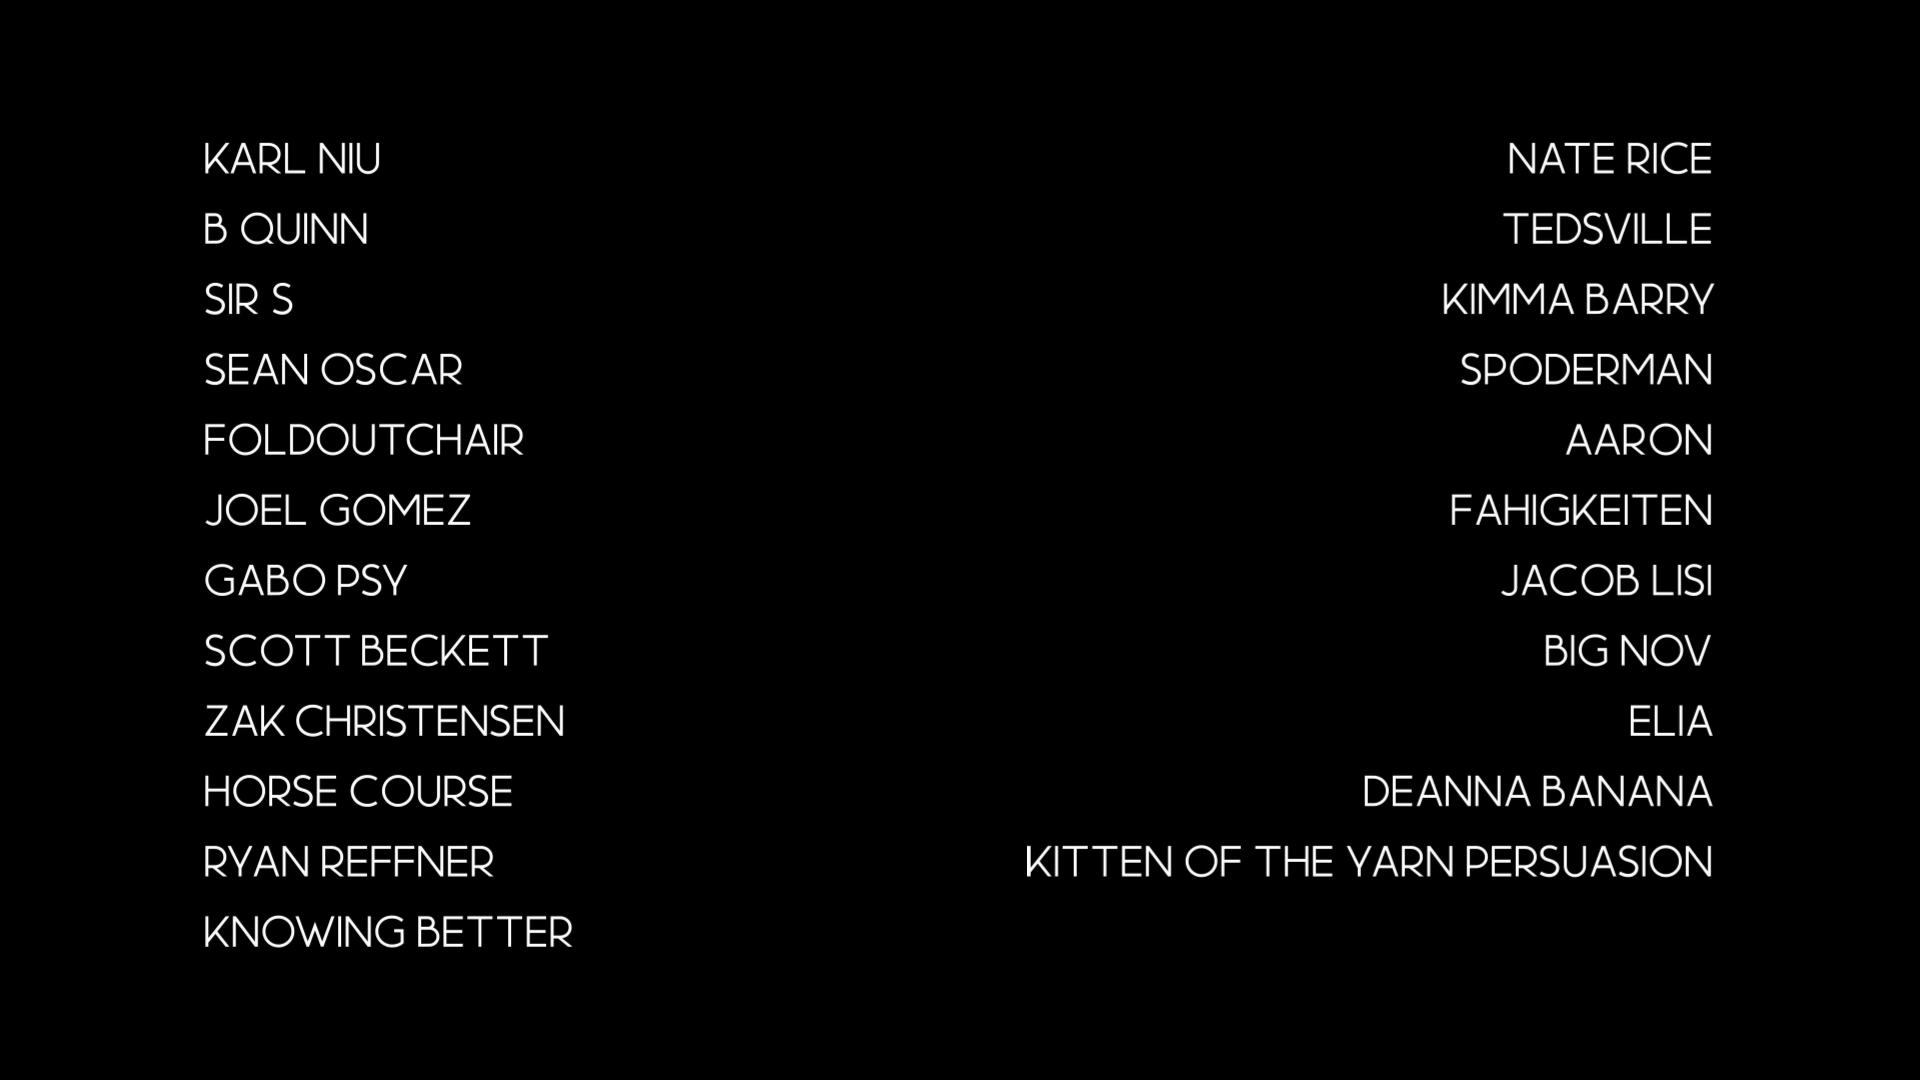 KARL NIU
B QUINN
SIR S
SEAN OSCAR
FOLDOUTCHAIR
JOEL GOMEZ
GABO PSY
SCOTT BECKETT
ZAK CHRISTENSEN
HORSE COURSE
RYAN REFFNER
KNOWING BETTER
NATE RICE
TEDSVILLE
KIMMA BARRY
SPODERMAN
AARON
FAHIGKEITEN
JACOB LISI
BIG NOV
ELIA
DEANNA BANANA
KITTEN OF THE YARN PERSUASION